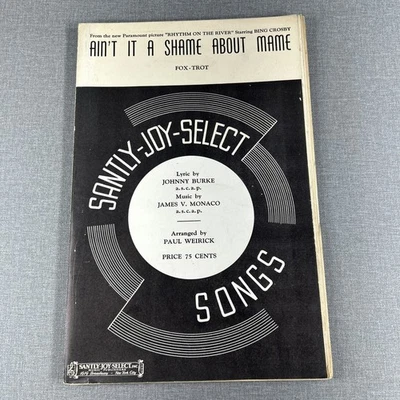 From the new Paramount picture "RHYTHM ON THE RIVER" Starring BING CROSBY
AIN'T IT A SHAME ABOUT MAME
FOX-TROT
SANTLY-JOY-SELECT
Lyric by
JOHNNY BURKE
a.s.c.a.p.
Music by
JAMES V. MONACO
a.s.c.a.p.
Arranged by
PAUL WEIRICK
PRICE 75 CENTS
SONGS
SANTLY-JOY-SELECT, INC
1619 Broadway - New York City